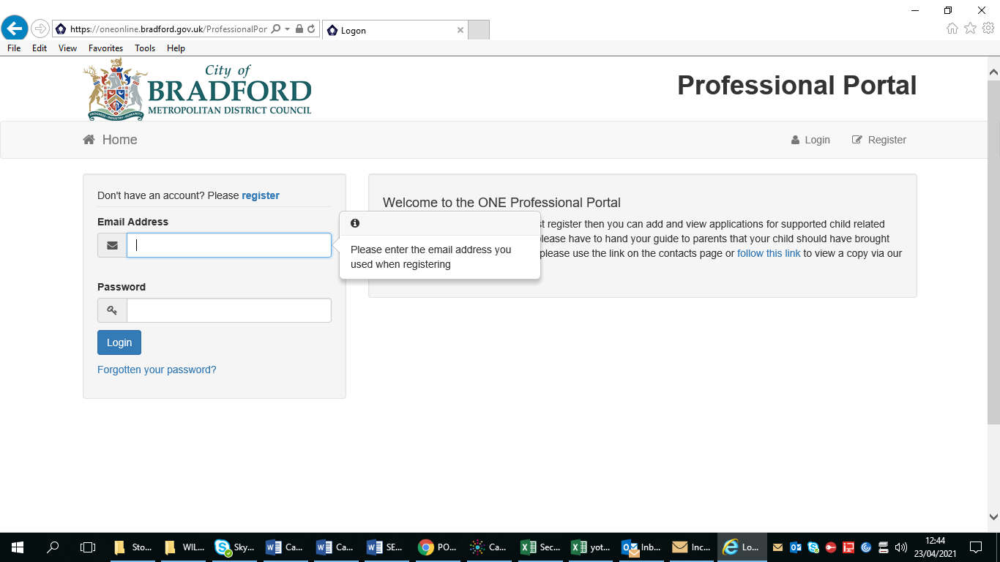 https://oneonline.bradford.gov.uk/ProfessionalPor
Logon
File Edit View Favorites Tools Help
City of
BRADFORD
METROPOLITAN DISTRICT COUNCIL
PROGRESS · INDUSTRY · HUMANITY
Professional Portal
Home
Login
Register
Don't have an account? Please register
Email Address
Password
Login
Forgotten your password?
Welcome to the ONE Professional Portal
st register then you can add and view applications for supported child related
please have to hand your guide to parents that your child should have brought
please use the link on the contacts page or follow this link to view a copy via our
Please enter the email address you
used when registering
Sto...
WIL...
Sky...
Ca...
Ca...
SE...
PO...
Ca...
Sec...
yot...
Inb...
Inc...
Lo...
12:44
23/04/2021